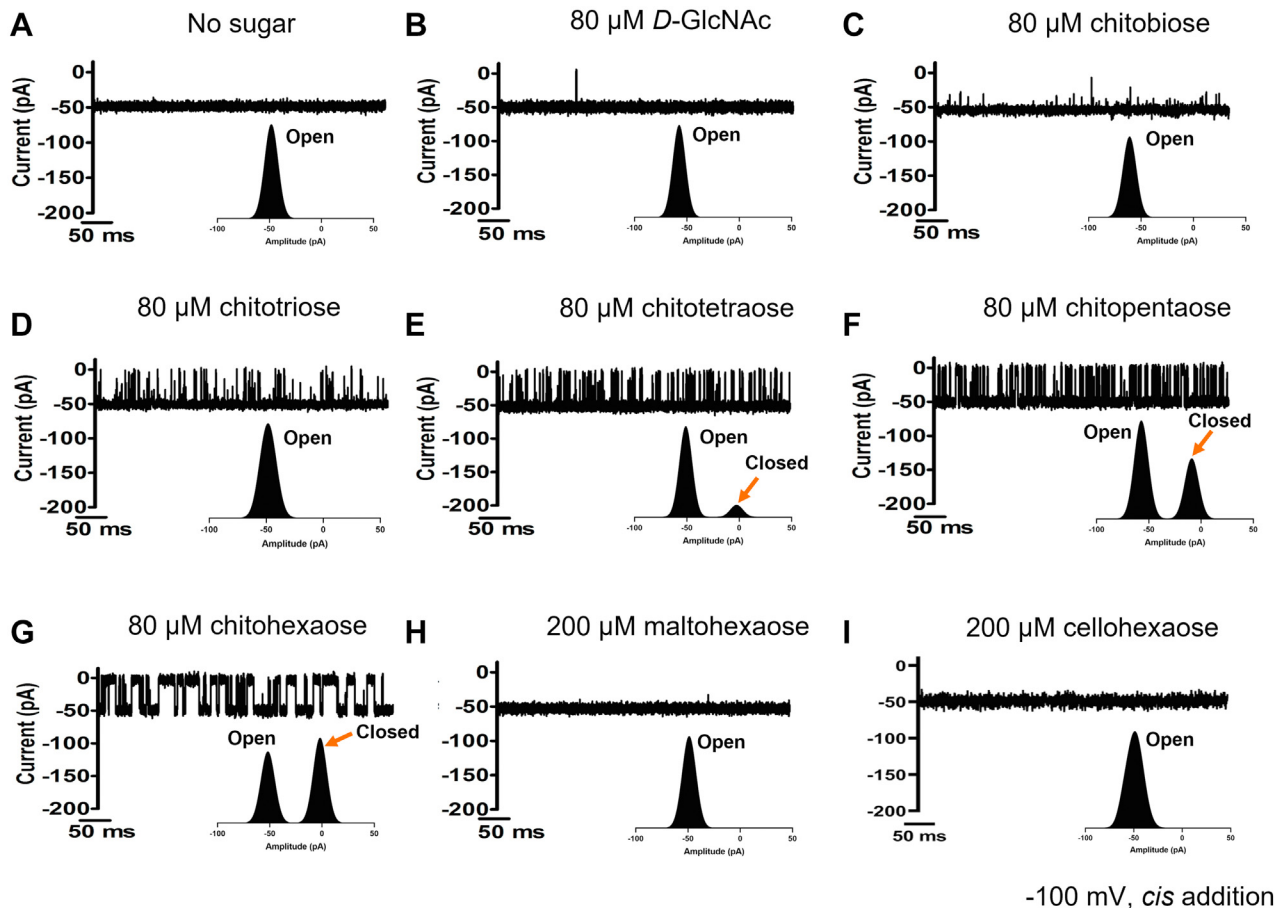 A
No sugar
Current (pA)
0
-50
-100
-150
-200
Open
-100
-50
0
50
Amplitude (pA)
50 ms
B
80 µM D-GlcNAc
Current (pA)
0
-50
-100
-150
-200
Open
-100
-50
0
50
Amplitude (pA)
50 ms
C
80 µM chitobiose
Current (pA)
0
-50
-100
-150
-200
Open
-100
-50
0
50
Amplitude (pA)
50 ms
D
80 µM chitotriose
Current (pA)
0
-50
-100
-150
-200
Open
-100
-50
0
50
Amplitude (pA)
50 ms
E
80 µM chitotetraose
Current (pA)
0
-50
-100
-150
-200
Open
Closed
-100
-50
0
50
Amplitude (pA)
50 ms
F
80 µM chitopentaose
Current (pA)
0
-50
-100
-150
-200
Open
Closed
-100
-50
0
50
Amplitude (pA)
50 ms
G
80 µM chitohexaose
Current (pA)
0
-50
-100
-150
-200
Open
Closed
-100
-50
0
50
Amplitude (pA)
50 ms
H
200 µM maltohexaose
0
-50
-100
-150
-200
Open
-100
-50
0
50
Amplitude (pA)
50 ms
I
200 µM cellohexaose
0
-50
-100
-150
-200
Open
-100
-50
0
50
Amplitude (pA)
50 ms
-100 mV, cis addition